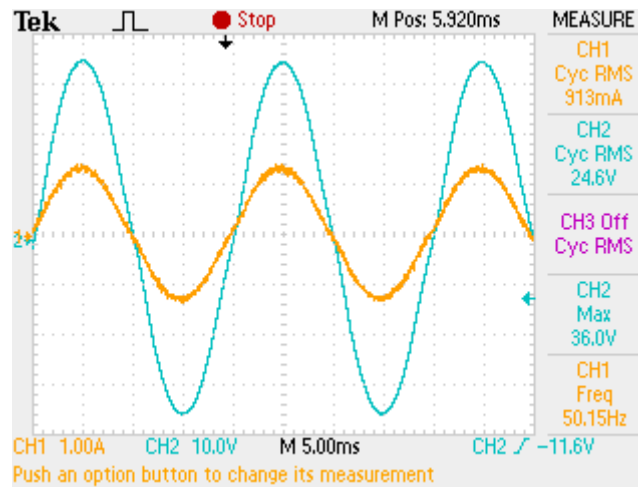 Tek Stop M Pos: 5.920ms MEASURE
CH1
Cyc RMS
913mA
CH2
Cyc RMS
24.6V
CH3 Off
Cyc RMS
CH2
Max
36.0V
CH1
Freq
50.15Hz
2
CH1 1.00A CH2 10.0V M 5.00ms CH2 -11.6V
Push an option button to change its measurement